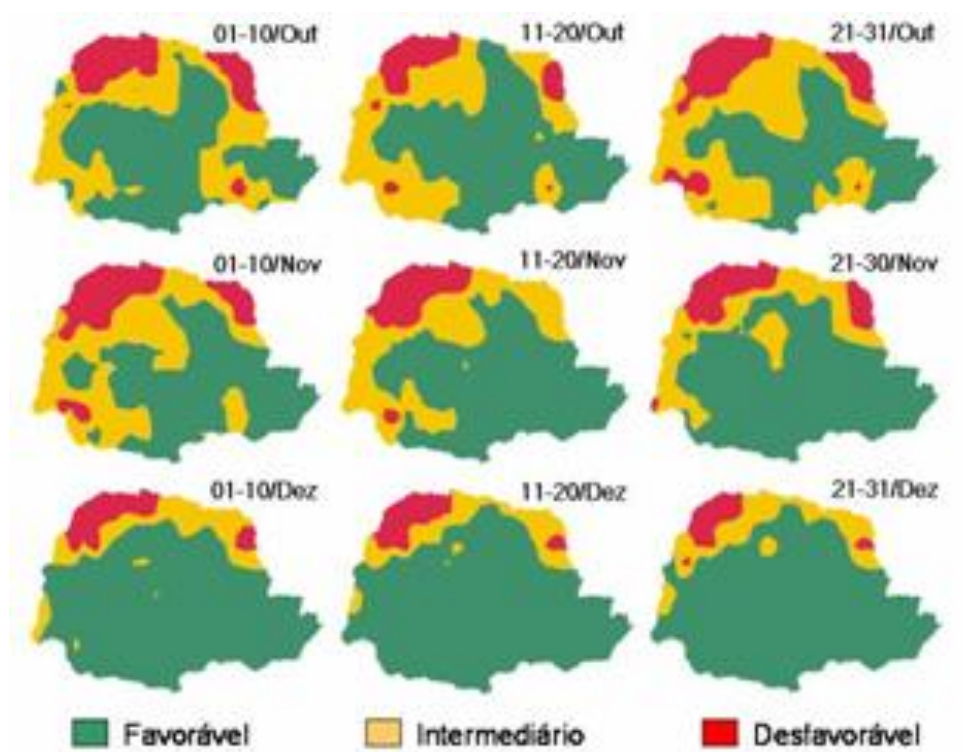 01-10/Out
11-20/Out
21-31/Out
01-10/Nov
11-20/Nov
21-30/Nov
01-10/Dez
11-20/Dez
21-31/Dez
Favorável
Intermediário
Desfavorável